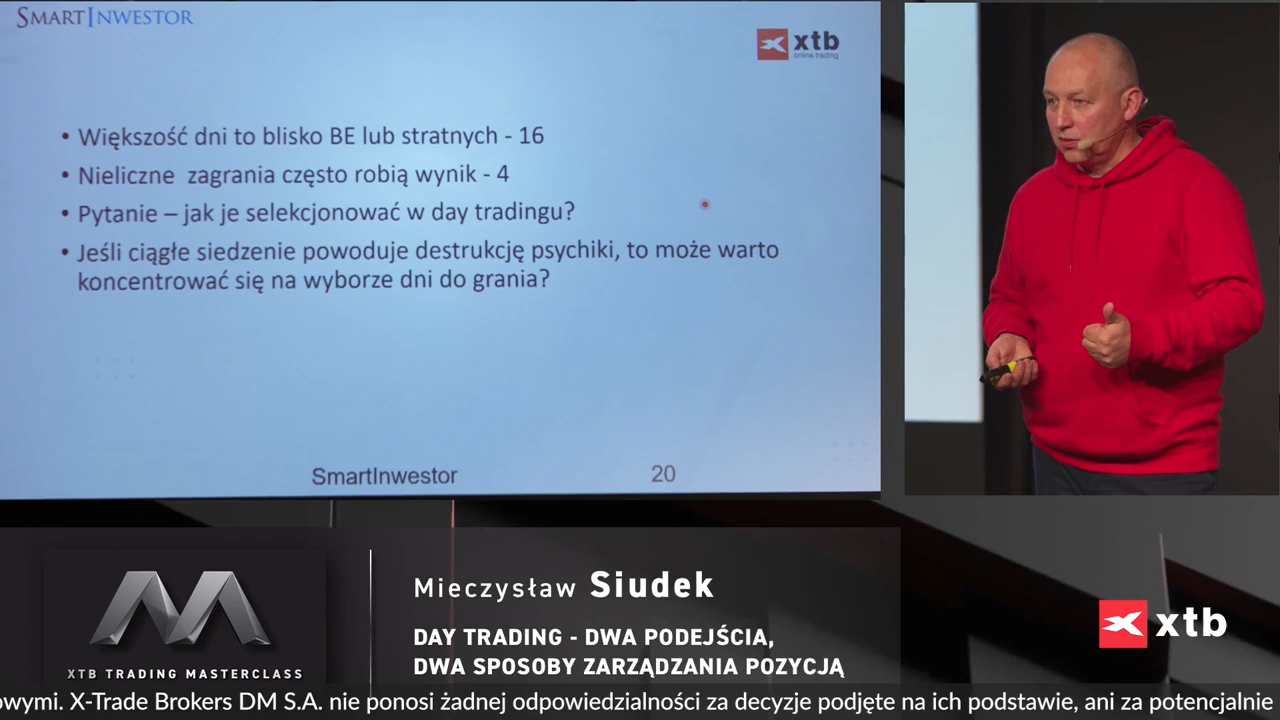 SMARTINWESTOR
xtb
online trading
• Większość dni to blisko BE lub stratnych - 16
• Nieliczne zagrania często robią wynik - 4
• Pytanie – jak je selekcjonować w day tradingu?
• Jeśli ciągłe siedzenie powoduje destrukcję psychiki, to może warto
koncentrować się na wyborze dni do grania?
SmartInwestor 20
Mieczysław Siudek
DAY TRADING - DWA PODEJŚCIA,
DWA SPOSOBY ZARZĄDZANIA POZYCJĄ
XTB TRADING MASTERCLASS
xtb
owymi. X-Trade Brokers DM S.A. nie ponosi żadnej odpowiedzialności za decyzje podjęte na ich podstawie, ani za potencjalnie